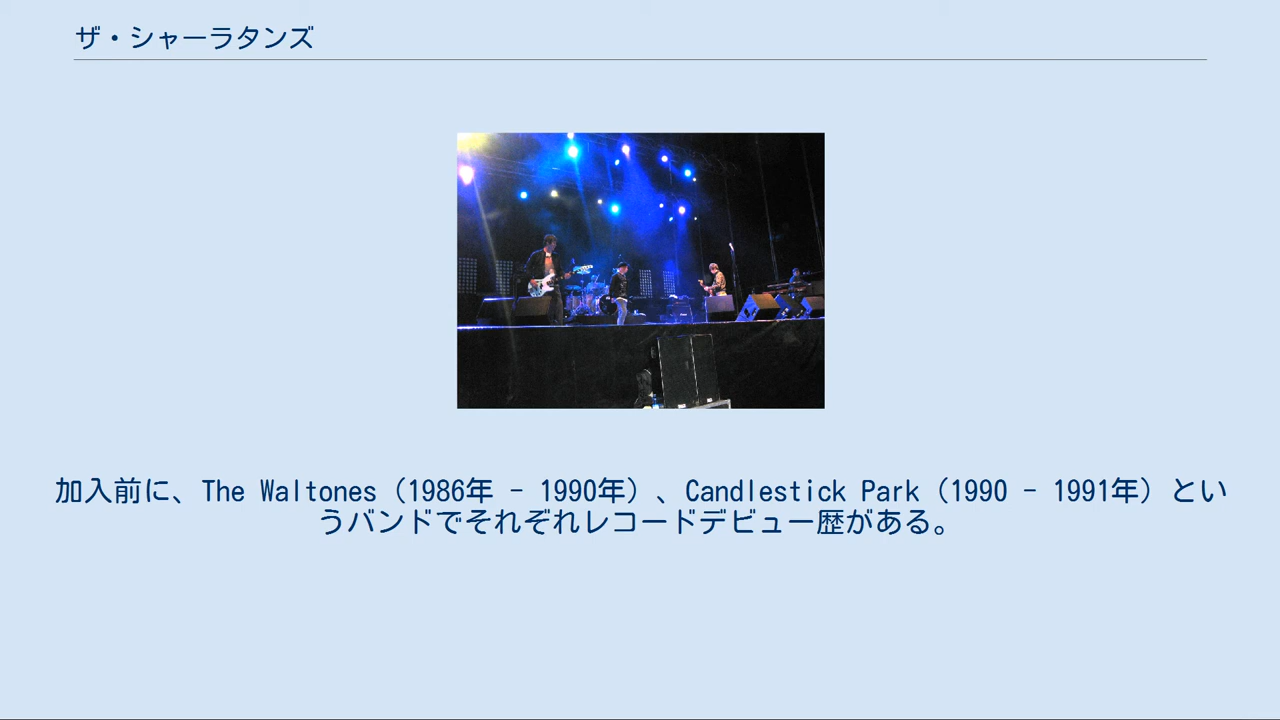 ザ・シャーラタンズ
加入前に、The Waltones（1986年 - 1990年）、Candlestick Park（1990 - 1991年）とい
うバンドでそれぞれレコードデビュー歴がある。